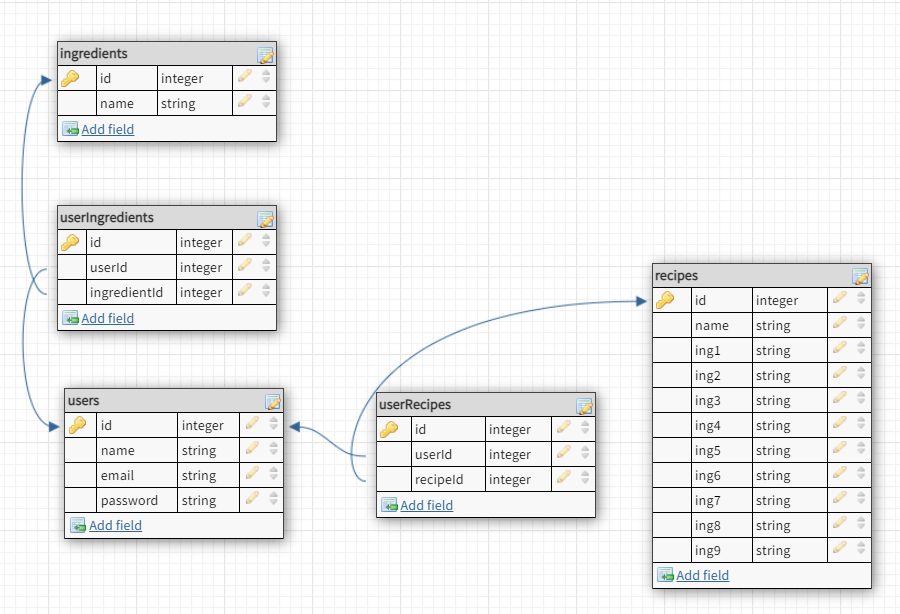 ingredients
id integer
name string
Add field
userIngredients
id integer
userId integer
ingredientId integer
Add field
users
id integer
name string
email string
password string
Add field
userRecipes
id integer
userId integer
recipeId integer
Add field
recipes
id integer
name string
ing1 string
ing2 string
ing3 string
ing4 string
ing5 string
ing6 string
ing7 string
ing8 string
ing9 string
Add field